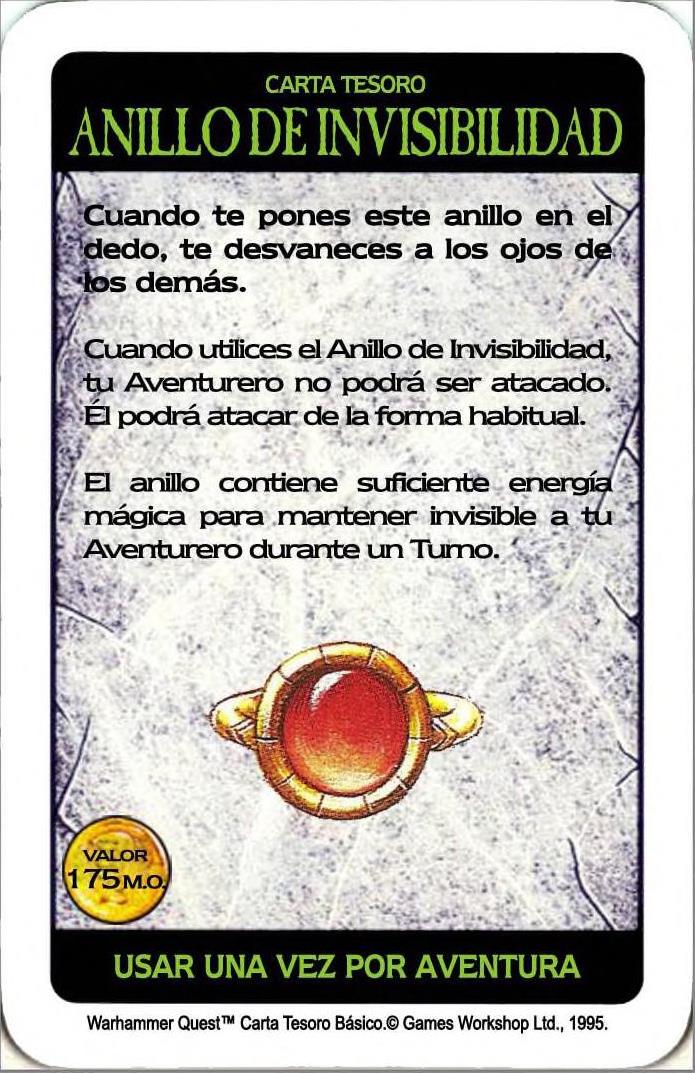 CARTA TESORO
ANILLO DE INVISIBILIDAD
Cuando te pones este anillo en el
dedo, te desvaneces a los ojos de
los demás.
Cuando utilices el Anillo de Invisibilidad,
tu Aventurero no podrá ser atacado.
Él podrá atacar de la forma habitual.
El anillo contiene suficiente energía
mágica para mantener invisible a tu
Aventurero durante un Turno.
VALOR
175 M.O.
USAR UNA VEZ POR AVENTURA
Warhammer Quest™ Carta Tesoro Básico.© Games Workshop Ltd., 1995.